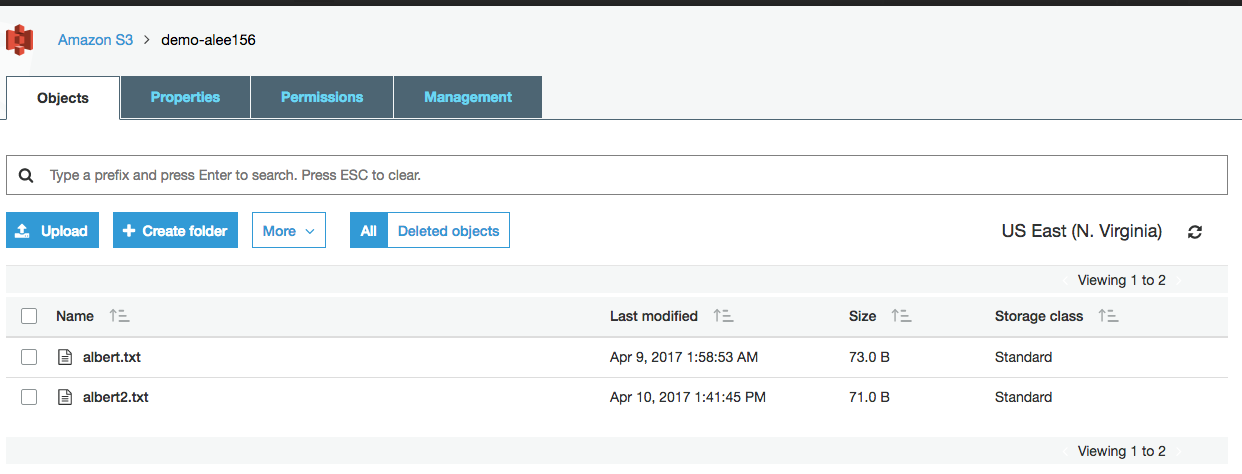 Amazon S3 > demo-alee156
Objects Properties Permissions Management
Type a prefix and press Enter to search. Press ESC to clear.
Upload Create folder More All Deleted objects US East (N. Virginia)
Viewing 1 to 2
Name Last modified Size Storage class
albert.txt Apr 9, 2017 1:58:53 AM 73.0 B Standard
albert2.txt Apr 10, 2017 1:41:45 PM 71.0 B Standard
Viewing 1 to 2